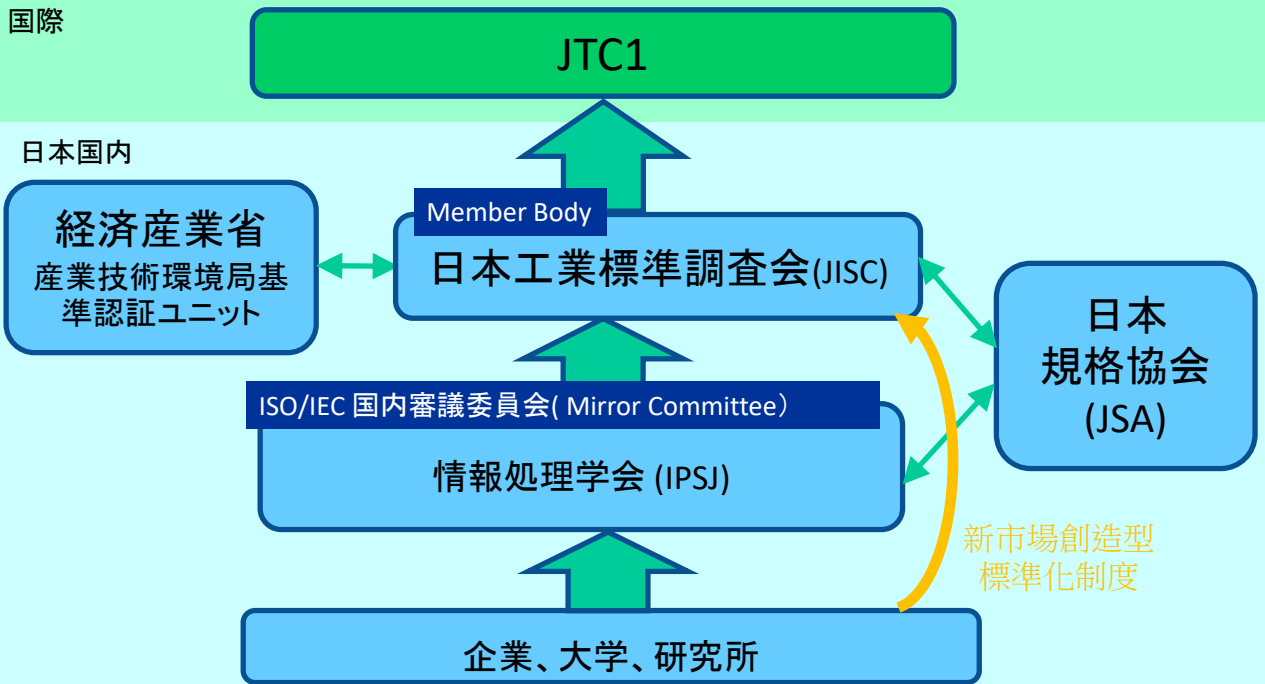 国際
JTC1
日本国内
経済産業省
産業技術環境局基
準認証ユニット
Member Body
日本工業標準調査会(JISC)
日本
規格協会
(JSA)
ISO/IEC 国内審議委員会( Mirror Committee）
情報処理学会 (IPSJ)
新市場創造型
標準化制度
企業、大学、研究所